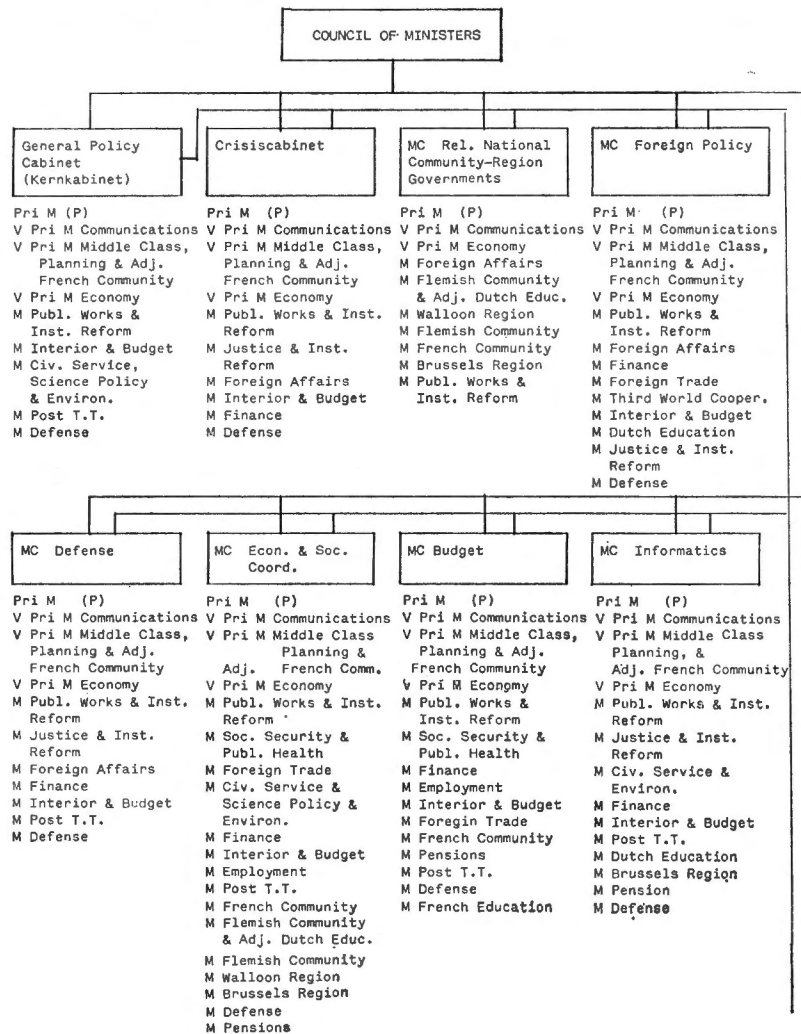 COUNCIL OF MINISTERS
General Policy
Cabinet
(Kernkabinet)
Pri M (P)
V Pri M Communications
V Pri M Middle Class,
Planning & Adj.
French Community
V Pri M Economy
M Publ. Works &
Inst. Reform
M Interior & Budget
M Civ. Service,
Science Policy
& Environ.
M Post T.T.
M Defense
Crisiscabinet
Pri M (P)
V Pri M Communications
V Pri M Middle Class,
Planning & Adj.
French Community
V Pri M Economy
M Publ. Works & Inst.
Reform
M Justice & Inst.
Reform
M Foreign Affairs
M Interior & Budget
M Finance
M Defense
MC Rel. National
Community-Region
Governments
Pri M (P)
V Pri M Communications
V Pri M Economy
M Foreign Affairs
M Flemish Community
& Adj. Dutch Educ.
M Walloon Region
M Flemish Community
M French Community
M Brussels Region
M Publ. Works &
Inst. Reform
MC Foreign Policy
Pri M (P)
V Pri M Communications
V Pri M Middle Class,
Planning & Adj.
French Community
V Pri M Economy
M Publ. Works &
Inst. Reform
M Foreign Affairs
M Finance
M Foreign Trade
M Third World Cooper.
M Interior & Budget
M Dutch Education
M Justice & Inst.
Reform
M Defense
MC Defense
Pri M (P)
V Pri M Communications
V Pri M Middle Class,
Planning & Adj.
French Community
V Pri M Economy
M Publ. Works & Inst.
Reform
M Justice & Inst.
Reform
M Foreign Affairs
M Finance
M Interior & Budget
M Post T.T.
M Defense
MC Econ. & Soc.
Coord.
Pri M (P)
V Pri M Communications
V Pri M Middle Class
Planning &
Adj. French Comm.
V Pri M Economy
M Publ. Works & Inst.
Reform
M Soc. Security &
Publ. Health
M Foreign Trade
M Civ. Service &
Science Policy &
Environ.
M Finance
M Interior & Budget
M Employment
M Post T.T.
M French Community
M Flemish Community
& Adj. Dutch Educ.
M Flemish Community
M Walloon Region
M Brussels Region
M Defense
M Pensions
MC Budget
Pri M (P)
V Pri M Communications
V Pri M Middle Class,
Planning & Adj.
French Community
V Pri M Economy
M Publ. Works &
Inst. Reform
M Soc. Security &
Publ. Health
M Finance
M Employment
M Interior & Budget
M Foregin Trade
M French Community
M Pensions
M Post T.T.
M Defense
M French Education
MC Informatics
Pri M (P)
V Pri M Communications
V Pri M Middle Class
Planning, &
Adj. French Community
V Pri M Economy
M Publ. Works & Inst.
Reform
M Justice & Inst.
Reform
M Civ. Service &
Environ.
M Finance
M Interior & Budget
M Post T.T.
M Dutch Education
M Brussels Region
M Pension
M Defense